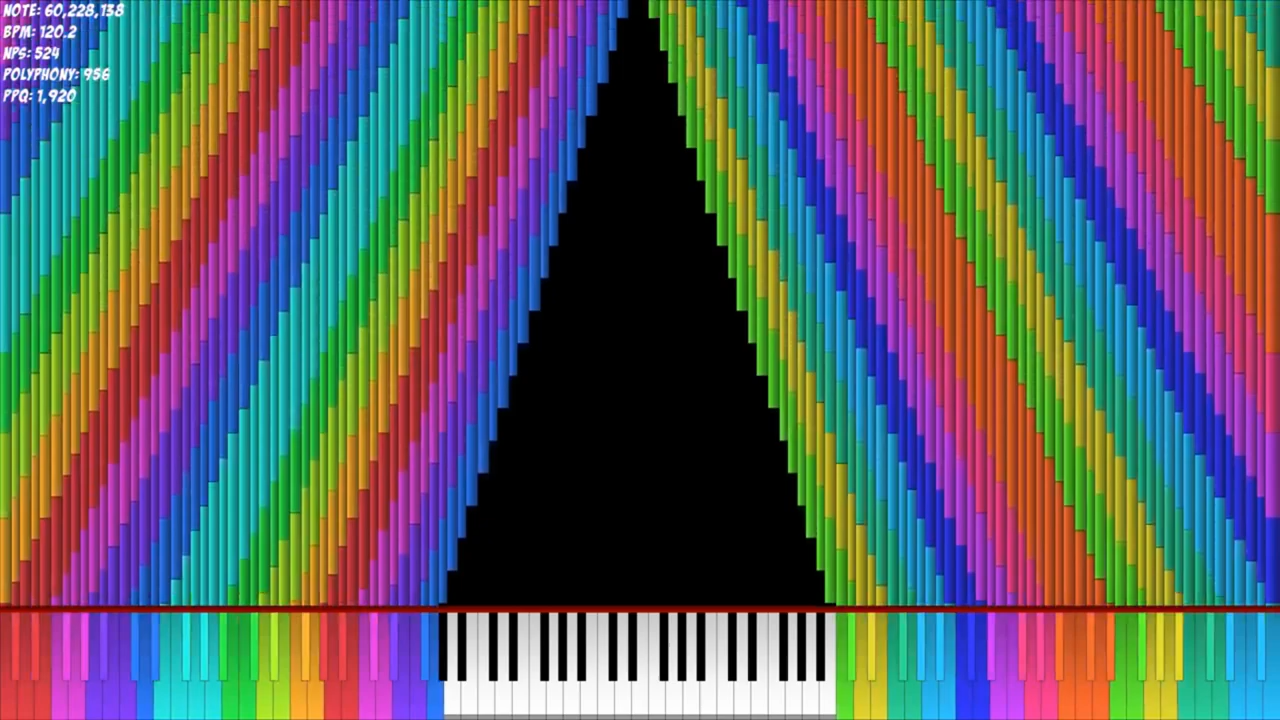 NOTE: 60,228,138
BPM: 120.2
NPS: 524
POLYPHONY: 956
PPQ: 1,920